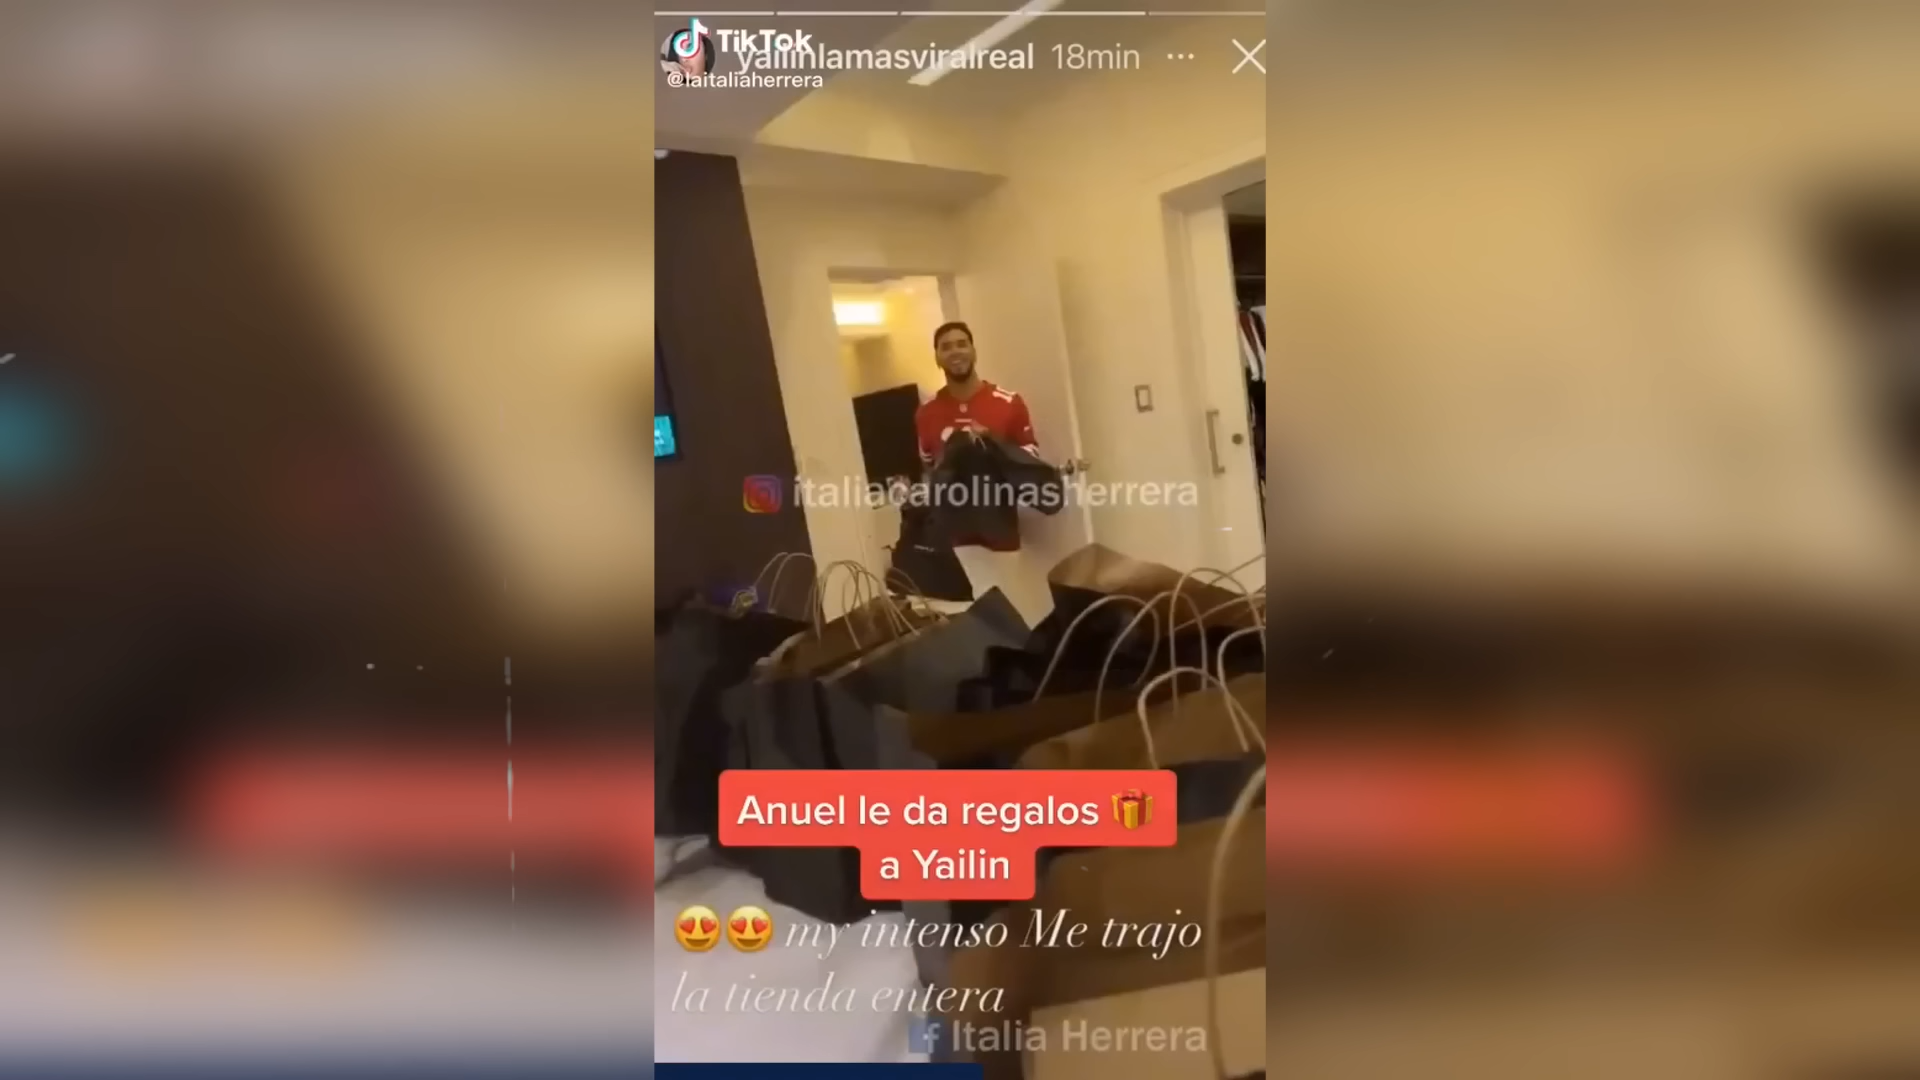 TikTok
yailinlamasviralreal 18min
@laitaliaherrera
italiacarolinasherrera
Anuel le da regalos 🎁
a Yailin
😍😍 my intenso Me trajo
la tienda entera
Italia Herrera